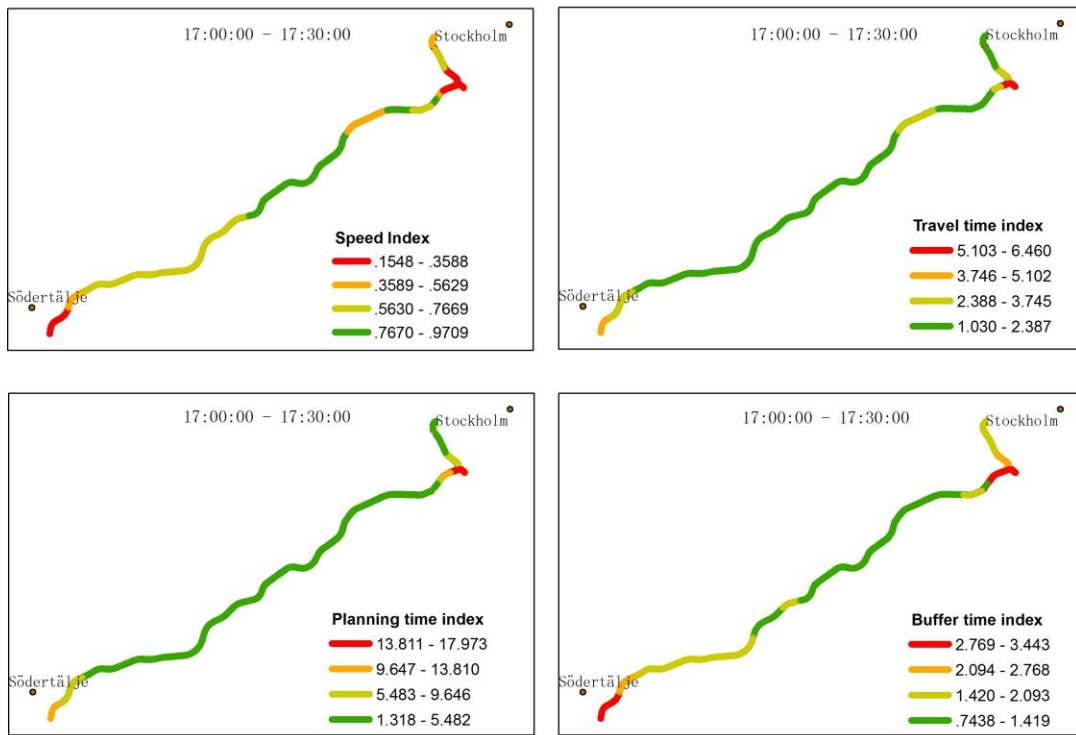 17:00:00 - 17:30:00
Stockholm
Södertälje
Speed Index
.1548 - .3588
.3589 - .5629
.5630 - .7669
.7670 - .9709
17:00:00 - 17:30:00
Stockholm
Södertälje
Travel time index
5.103 - 6.460
3.746 - 5.102
2.388 - 3.745
1.030 - 2.387
17:00:00 - 17:30:00
Stockholm
Södertälje
Planning time index
13.811 - 17.973
9.647 - 13.810
5.483 - 9.646
1.318 - 5.482
17:00:00 - 17:30:00
Stockholm
Södertälje
Buffer time index
2.769 - 3.443
2.094 - 2.768
1.420 - 2.093
.7438 - 1.419